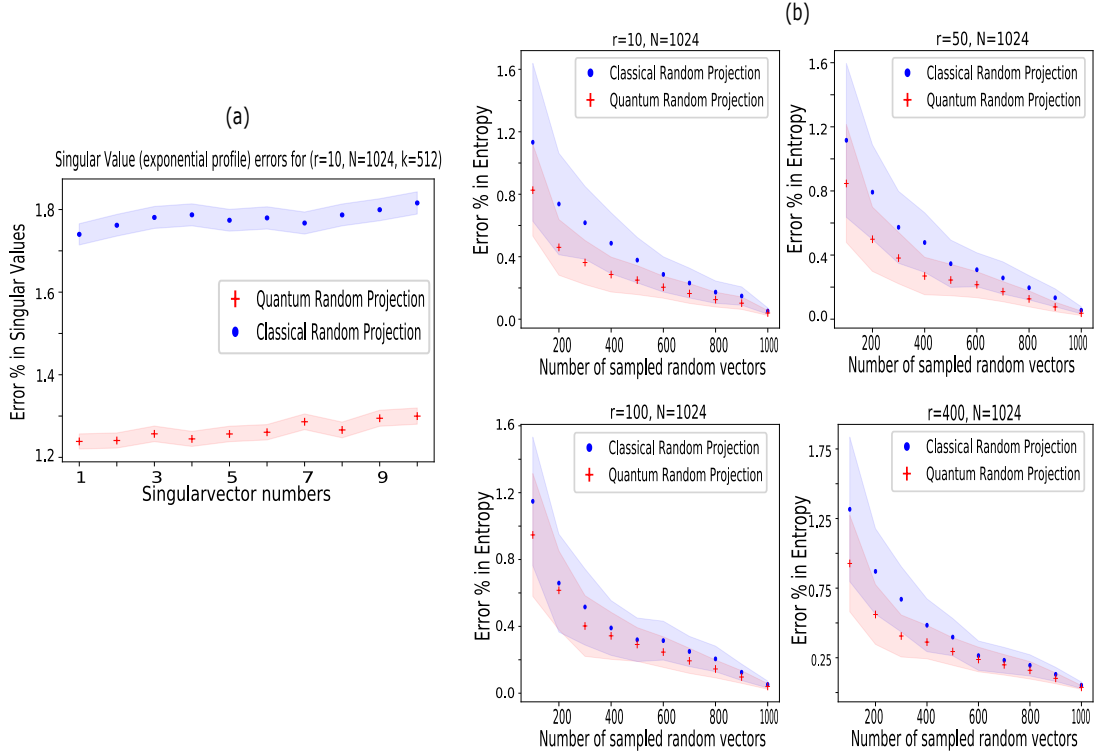 (a)
Singular Value (exponential profile) errors for (r=10, N=1024, k=512)
Error % in Singular Values
1.8
1.6
1.4
1.3
1.2
Quantum Random Projection
Classical Random Projection
1 3 5 7 9
Singularvector numbers
(b)
r=10, N=1024
Error % in Entropy
1.6
1.2
0.8
0.4
0.0
Classical Random Projection
Quantum Random Projection
200 400 600 800 1000
Number of sampled random vectors
r=50, N=1024
Error % in Entropy
1.6
1.2
0.8
0.4
0.0
Classical Random Projection
Quantum Random Projection
200 400 600 800 1000
Number of sampled random vectors
r=100, N=1024
Error % in Entropy
1.6
1.2
0.8
0.4
0.0
Classical Random Projection
Quantum Random Projection
200 400 600 800 1000
Number of sampled random vectors
r=400, N=1024
Error % in Entropy
1.75
1.25
0.75
0.25
Classical Random Projection
Quantum Random Projection
200 400 600 800 1000
Number of sampled random vectors